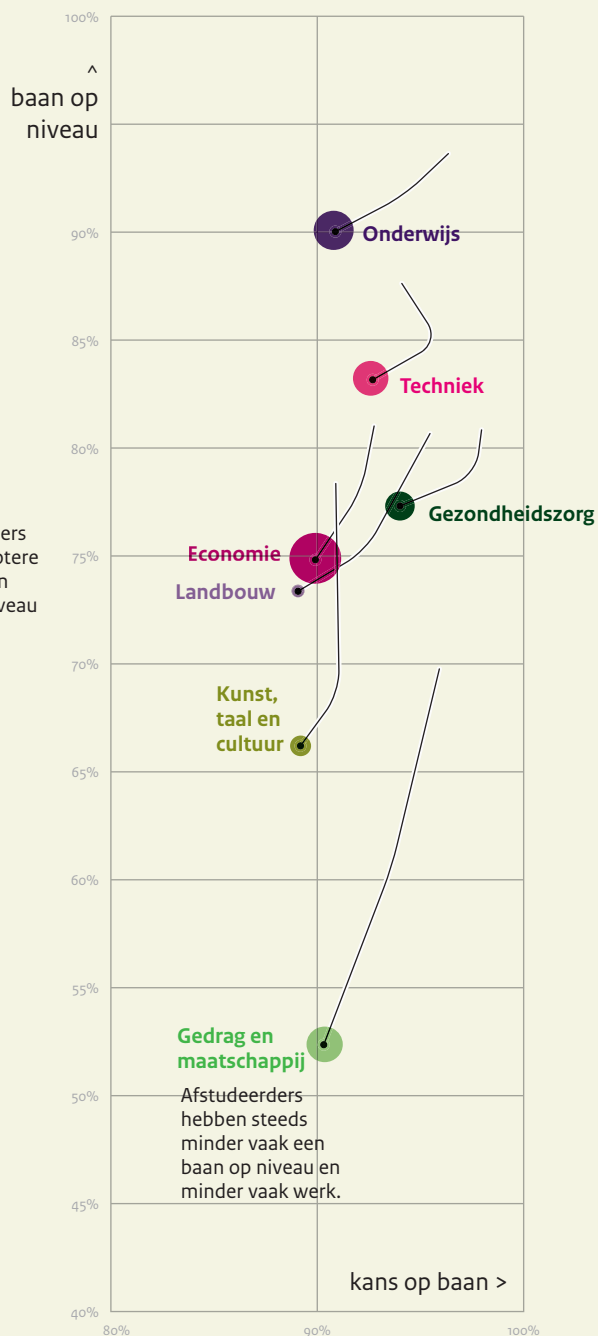 100%
^
baan op
niveau
90%
Onderwijs
85%
Techniek
80%
Gezondheidszorg
75%
Economie
Landbouw
70%
Kunst,
taal en
cultuur
65%
60%
55%
Gedrag en
maatschappij
50%
Afstudeerders
hebben steeds
minder vaak een
baan op niveau en
minder vaak werk.
45%
kans op baan >
40%
80%
90%
100%